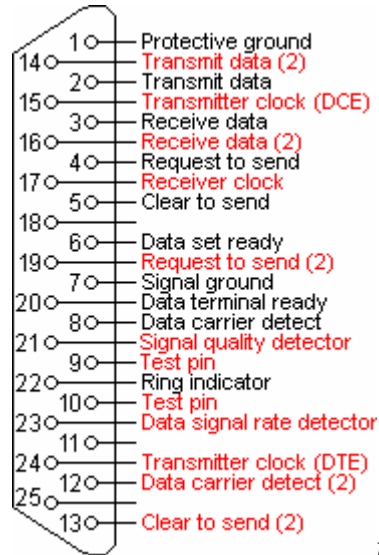 1 Protective ground
14 Transmit data (2)
2 Transmit data
15 Transmitter clock (DCE)
3 Receive data
16 Receive data (2)
4 Request to send
17 Receiver clock
5 Clear to send
18
6 Data set ready
19 Request to send (2)
7 Signal ground
20 Data terminal ready
8 Data carrier detect
21 Signal quality detector
9 Test pin
22 Ring indicator
10 Test pin
23 Data signal rate detector
11
24 Transmitter clock (DTE)
12 Data carrier detect (2)
25
13 Clear to send (2)